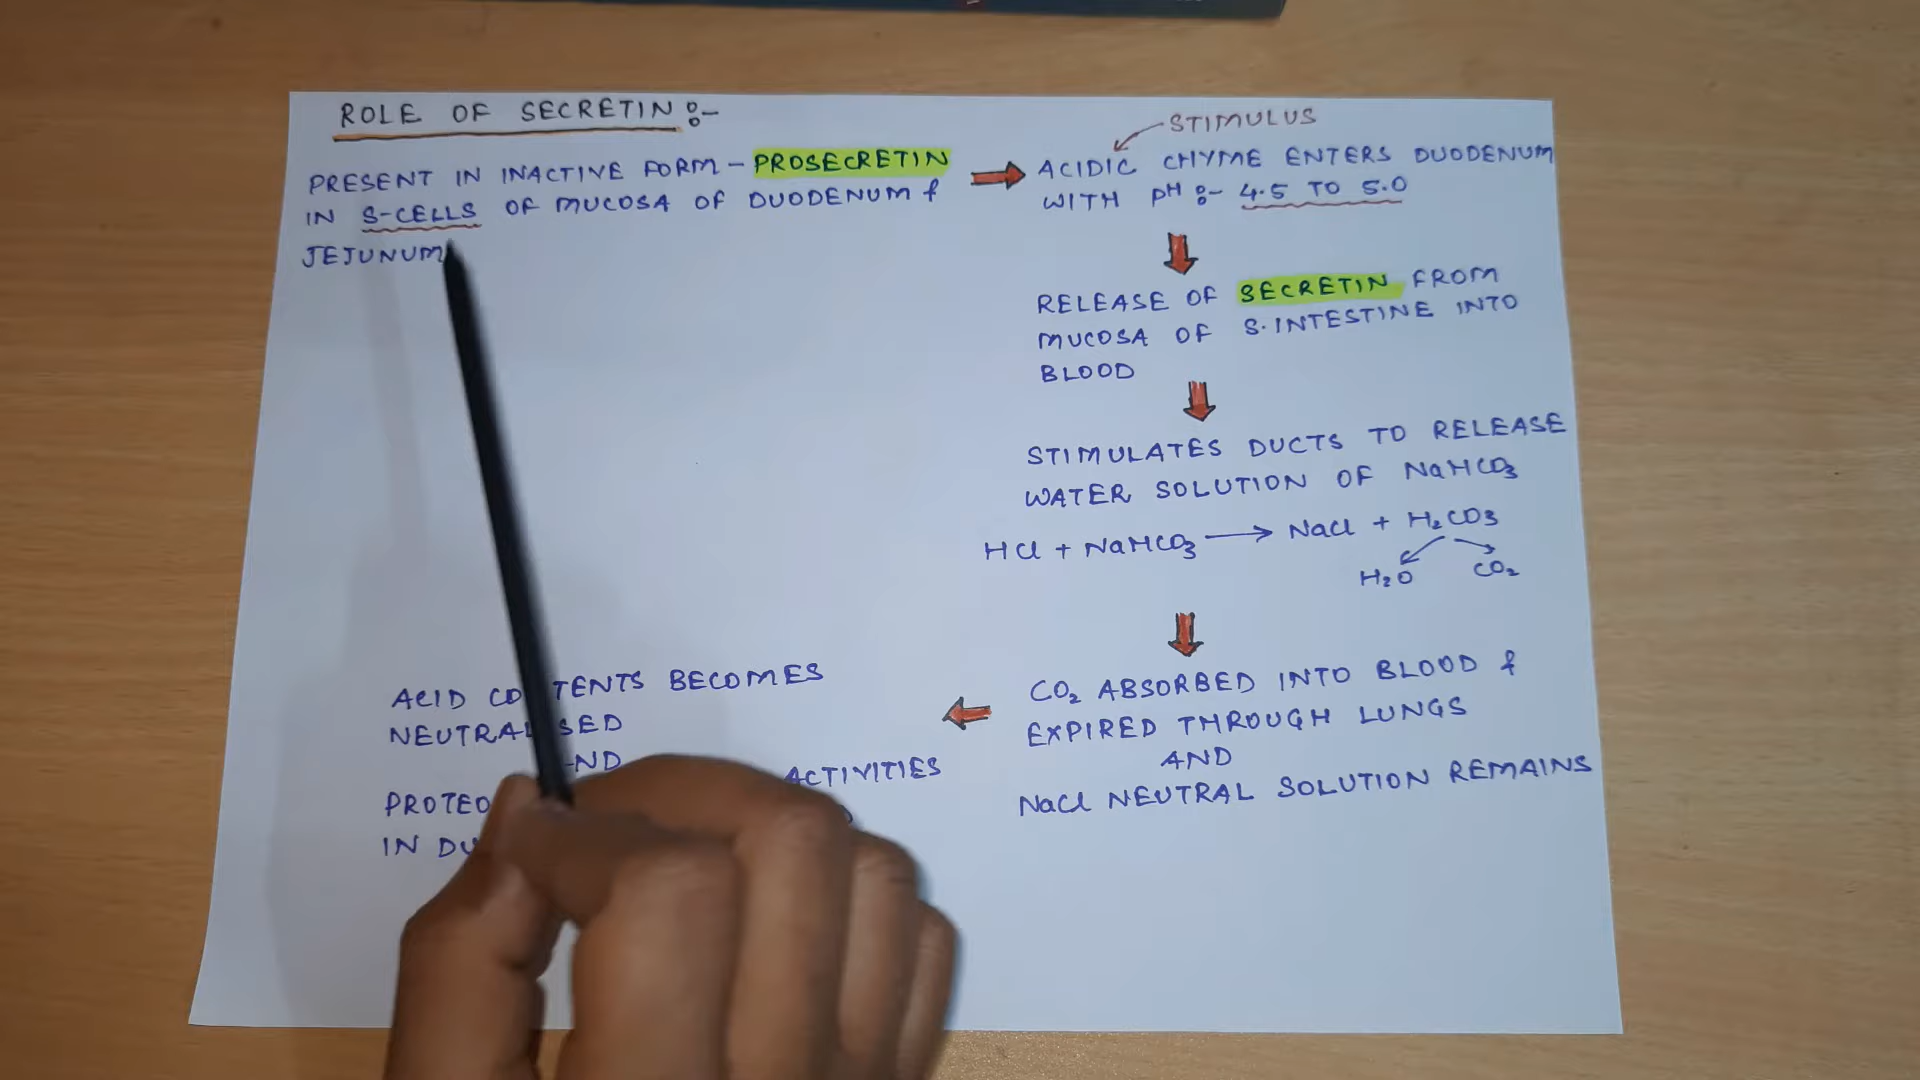 ROLE OF SECRETIN :-
PRESENT IN INACTIVE FORM - PROSECRETIN
IN S-CELLS OF MUCOSA OF DUODENUM &
JEJUNUM
STIMULUS
ACIDIC CHYME ENTERS DUODENUM
WITH pH :- 4.5 TO 5.0
RELEASE OF SECRETIN FROM
MUCOSA OF S.INTESTINE INTO
BLOOD
STIMULATES DUCTS TO RELEASE
WATER SOLUTION OF NaHCO3
HCl + NaHCO3 → NaCl + H2CO3
H2O CO2
CO2 ABSORBED INTO BLOOD &
EXPIRED THROUGH LUNGS
AND
NaCl NEUTRAL SOLUTION REMAINS
ACID BECOMES
ACTIVITIES
IN